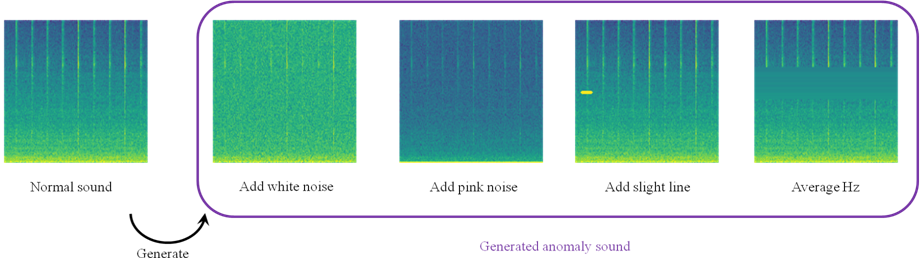 Normal sound
Add white noise
Add pink noise
Add slight line
Average Hz
Generate
Generated anomaly sound